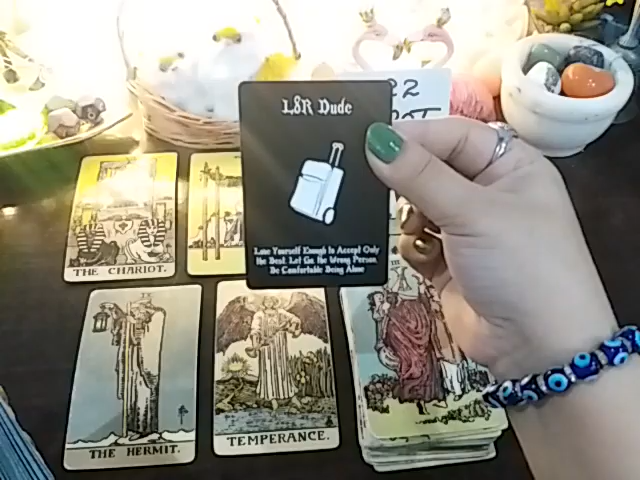 L8R Dude
22
Love Yourself Enough to Accept Only
the Best. Let Go the Wrong Person.
Be Comfortable Being Alone
THE CHARIOT.
THE HERMIT.
TEMPERANCE.